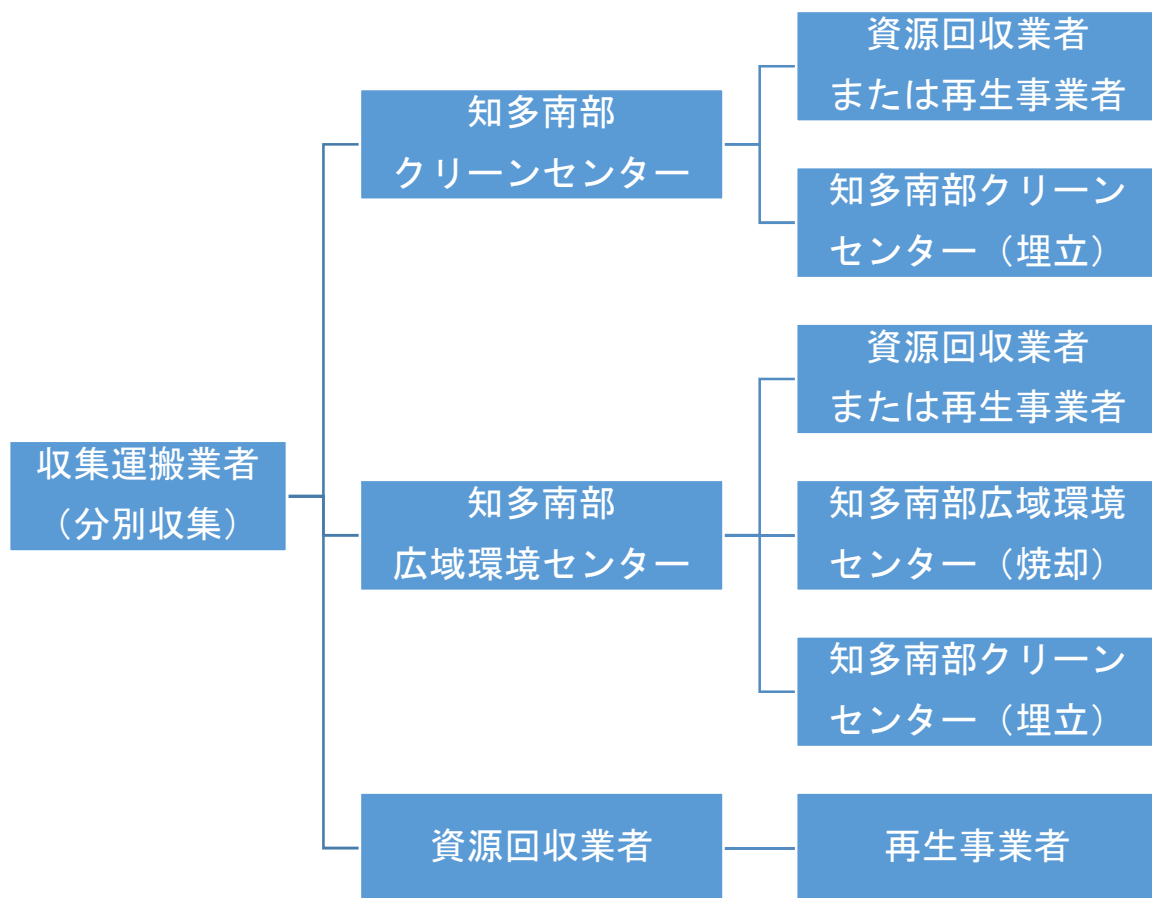 収集運搬業者
（分別収集）
知多南部
クリーンセンター
資源回収業者
または再生事業者
知多南部クリーン
センター（埋立）
知多南部
広域環境センター
資源回収業者
または再生事業者
知多南部広域環境
センター（焼却）
知多南部クリーン
センター（埋立）
資源回収業者
再生事業者